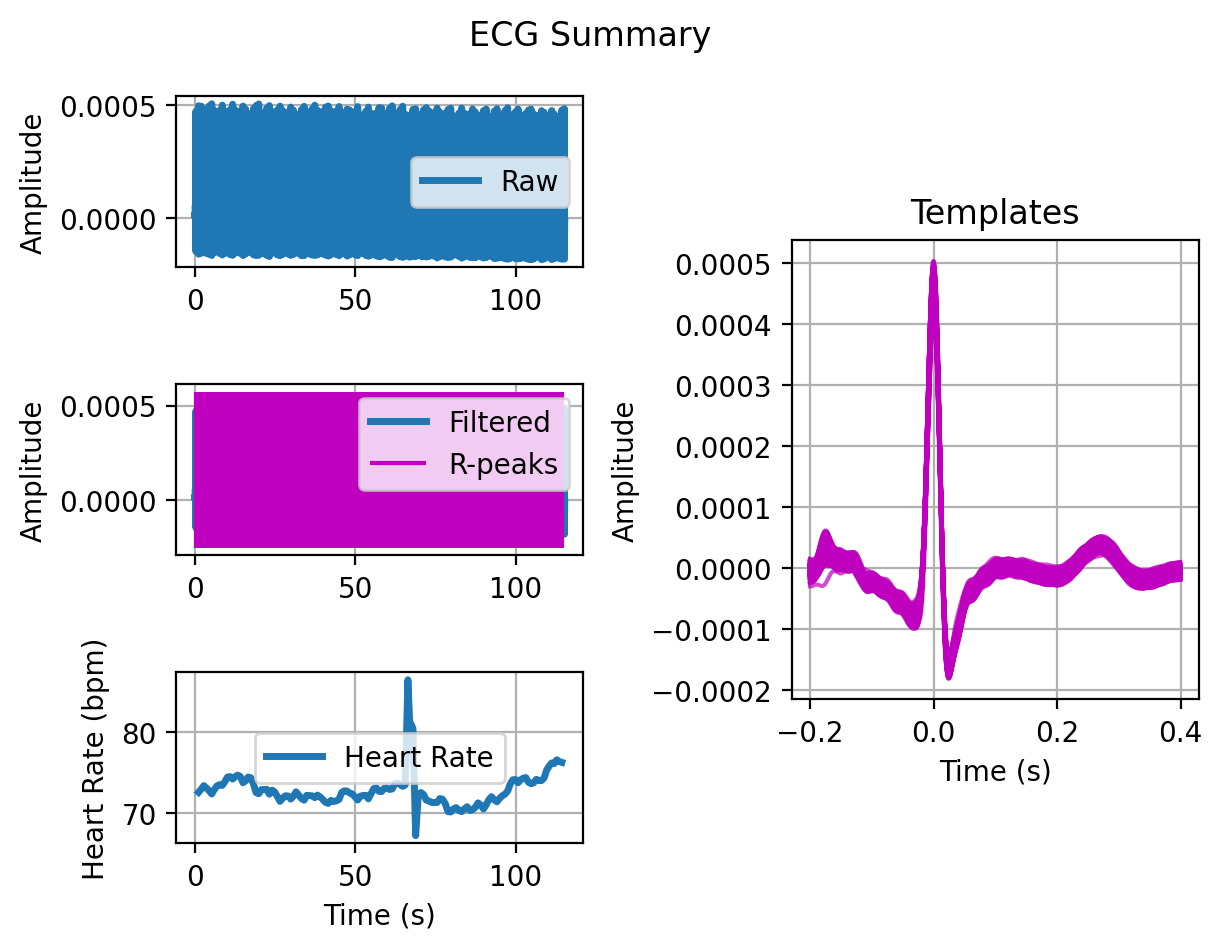 ECG Summary
Amplitude
0.0005
0.0000
Raw
0
50
100
Amplitude
0.0005
0.0000
Filtered
R-peaks
0
50
100
Heart Rate (bpm)
80
70
Heart Rate
0
50
100
Time (s)
Templates
Amplitude
0.0005
0.0004
0.0003
0.0002
0.0001
0.0000
−0.0001
−0.0002
−0.2
0.0
0.2
0.4
Time (s)